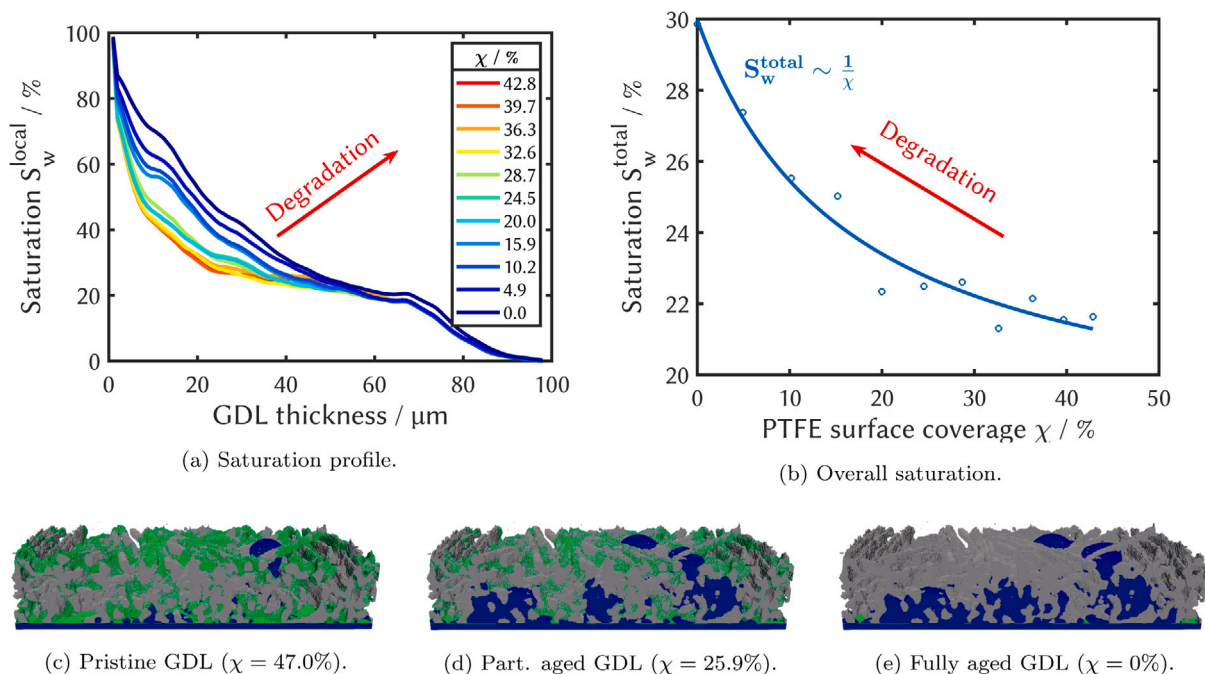 100
80
60
40
20
0
Saturation S_w^local / %
0 20 40 60 80 100
GDL thickness / μm
Degradation
χ / %
42.8
39.7
36.3
32.6
28.7
24.5
20.0
15.9
10.2
4.9
0.0
(a) Saturation profile.
30
28
26
24
22
20
Saturation S_w^total / %
S_w^total ∼ 1/χ
Degradation
0 10 20 30 40 50
PTFE surface coverage χ / %
(b) Overall saturation.
(c) Pristine GDL (χ = 47.0%).
(d) Part. aged GDL (χ = 25.9%).
(e) Fully aged GDL (χ = 0%).